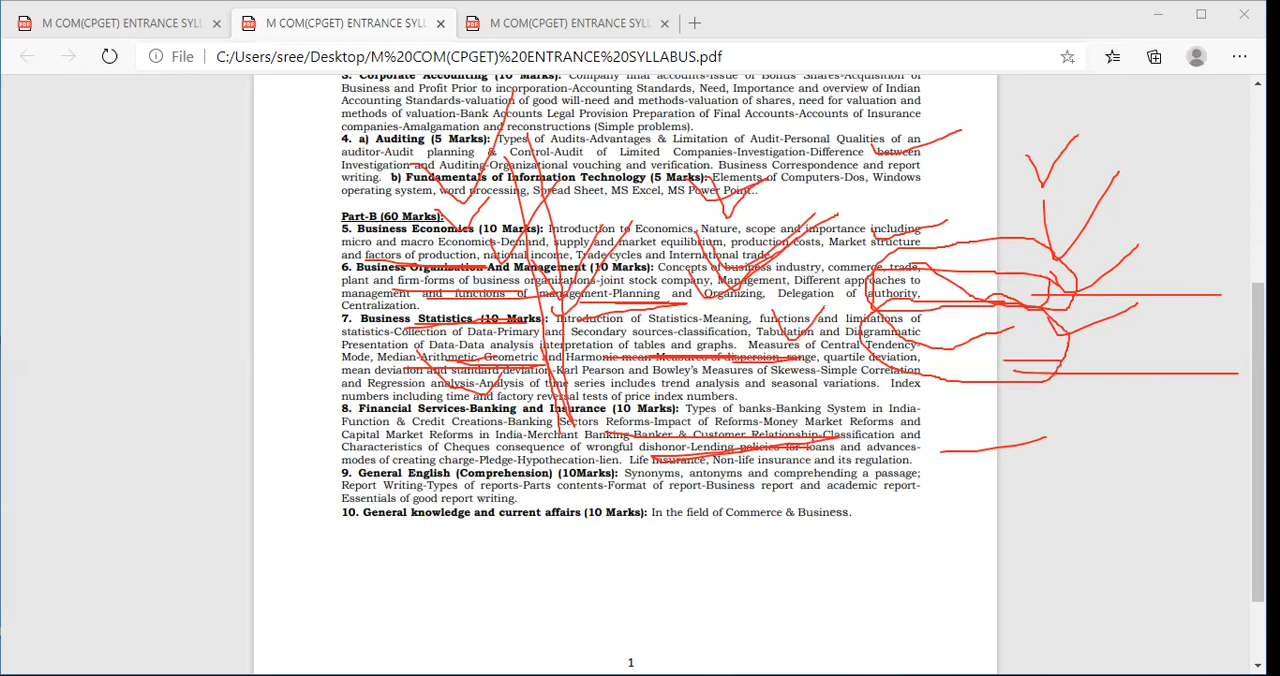 M COM(CPGET) ENTRANCE SYLL
M COM(CPGET) ENTRANCE SYLL
M COM(CPGET) ENTRANCE SYLL
File
C:/Users/sree/Desktop/M%20COM(CPGET)%20ENTRANCE%20SYLLABUS.pdf
3. Corporate Accounting (10 Marks): Company final accounts-Issue of Bonus Shares-Acquisition of
Business and Profit Prior to incorporation-Accounting Standards, Need, Importance and overview of Indian
Accounting Standards-valuation of good will-need and methods-valuation of shares, need for valuation and
methods of valuation-Bank Accounts Legal Provision Preparation of Final Accounts-Accounts of Insurance
companies-Amalgamation and reconstructions (Simple problems).
4. a) Auditing (5 Marks): Types of Audits-Advantages & Limitation of Audit-Personal Qualities of an
auditor-Audit planning & Control-Audit of Limited Companies-Investigation-Difference between
Investigation and Auditing-Organizational vouching and verification. Business Correspondence and report
writing. b) Fundamentals of Information Technology (5 Marks): Elements of Computers-Dos, Windows
operating system, word processing, Spread Sheet, MS Excel, MS Power Point..
Part-B (60 Marks):
5. Business Economics (10 Marks): Introduction to Economics, Nature, scope and importance including
micro and macro Economics-Demand, supply and market equilibrium, production costs, Market structure
and factors of production, national income, Trade cycles and International trade.
6. Business Organization And Management (10 Marks): Concepts of business industry, commerce, trade,
plant and firm-forms of business organizations-joint stock company, Management, Different approaches to
management and functions of management-Planning and Organizing, Delegation of authority,
Centralization.
7. Business Statistics (10 Marks): Introduction of Statistics-Meaning, functions and limitations of
statistics-Collection of Data-Primary and Secondary sources-classification, Tabulation and Diagrammatic
Presentation of Data-Data analysis interpretation of tables and graphs. Measures of Central Tendency-
Mode, Median-Arithmetic, Geometric and Harmonic mean-Measures of dispersion-range, quartile deviation,
mean deviation and standard deviation-Karl Pearson and Bowley's Measures of Skewess-Simple Correlation
and Regression analysis-Analysis of time series includes trend analysis and seasonal variations. Index
numbers including time and factory reversal tests of price index numbers.
8. Financial Services-Banking and Insurance (10 Marks): Types of banks-Banking System in India-
Function & Credit Creations-Banking Sectors Reforms-Impact of Reforms-Money Market Reforms and
Capital Market Reforms in India-Merchant Banking-Banker & Customer Relationship-Classification and
Characteristics of Cheques consequence of wrongful dishonor-Lending policies for loans and advances-
modes of creating charge-Pledge-Hypothecation-lien. Life Insurance, Non-life insurance and its regulation.
9. General English (Comprehension) (10Marks): Synonyms, antonyms and comprehending a passage;
Report Writing-Types of reports-Parts contents-Format of report-Business report and academic report-
Essentials of good report writing.
10. General knowledge and current affairs (10 Marks): In the field of Commerce & Business.
1